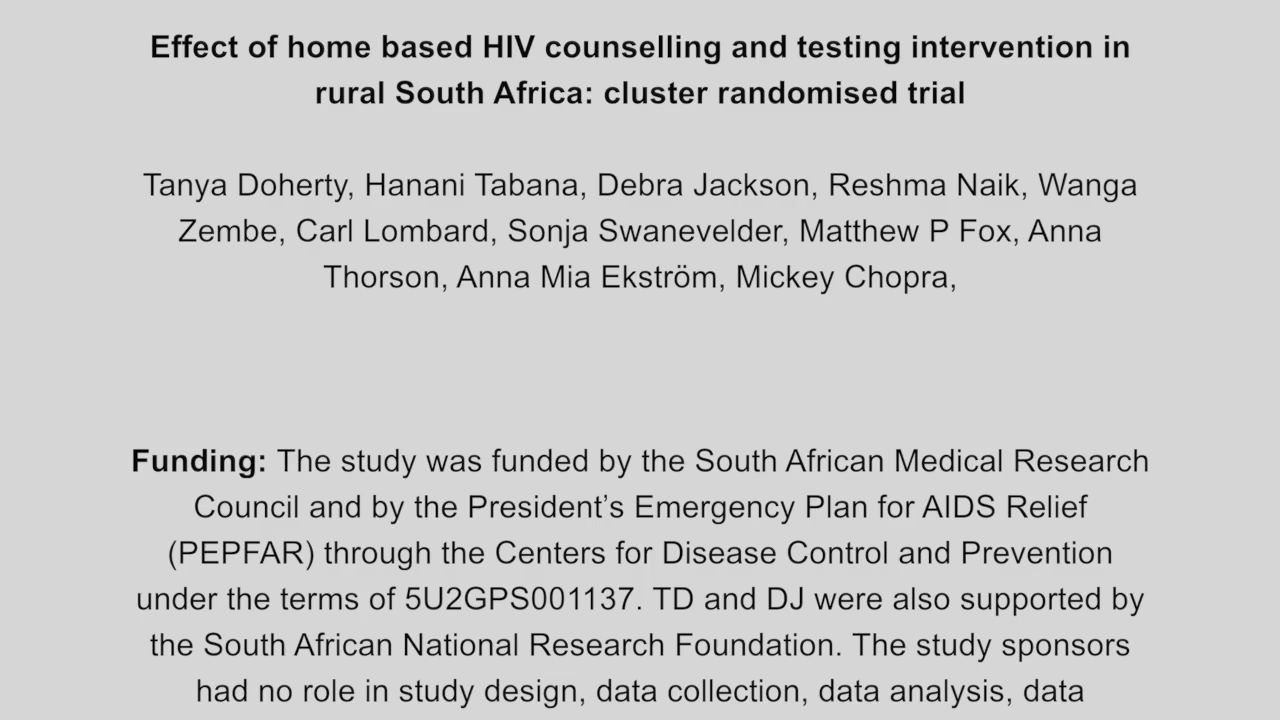 Effect of home based HIV counselling and testing intervention in
rural South Africa: cluster randomised trial
Tanya Doherty, Hanani Tabana, Debra Jackson, Reshma Naik, Wanga
Zembe, Carl Lombard, Sonja Swanevelder, Matthew P Fox, Anna
Thorson, Anna Mia Ekström, Mickey Chopra,
Funding: The study was funded by the South African Medical Research
Council and by the President’s Emergency Plan for AIDS Relief
(PEPFAR) through the Centers for Disease Control and Prevention
under the terms of 5U2GPS001137. TD and DJ were also supported by
the South African National Research Foundation. The study sponsors
had no role in study design, data collection, data analysis, data